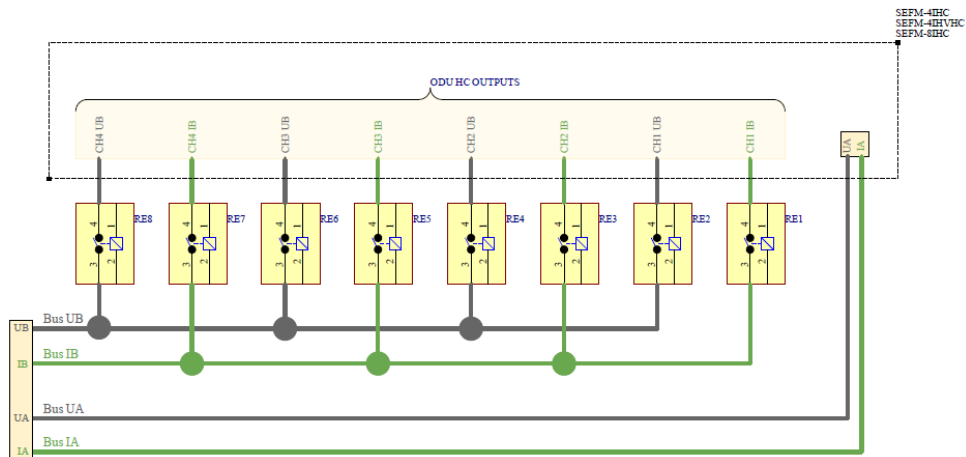 SEFM-4IHC
SEFM-4IHVHC
SEFM-8IHC
ODU HC OUTPUTS
CH4 UB
CH4 IB
CH3 UB
CH3 IB
CH2 UB
CH2 IB
CH1 UB
CH1 IB
UA
IA
4 1 RE8
3 2
4 1 RE7
3 2
4 1 RE6
3 2
4 1 RE5
3 2
4 1 RE4
3 2
4 1 RE3
3 2
4 1 RE2
3 2
4 1 RE1
3 2
UB Bus UB
IB Bus IB
UA Bus UA
IA Bus IA